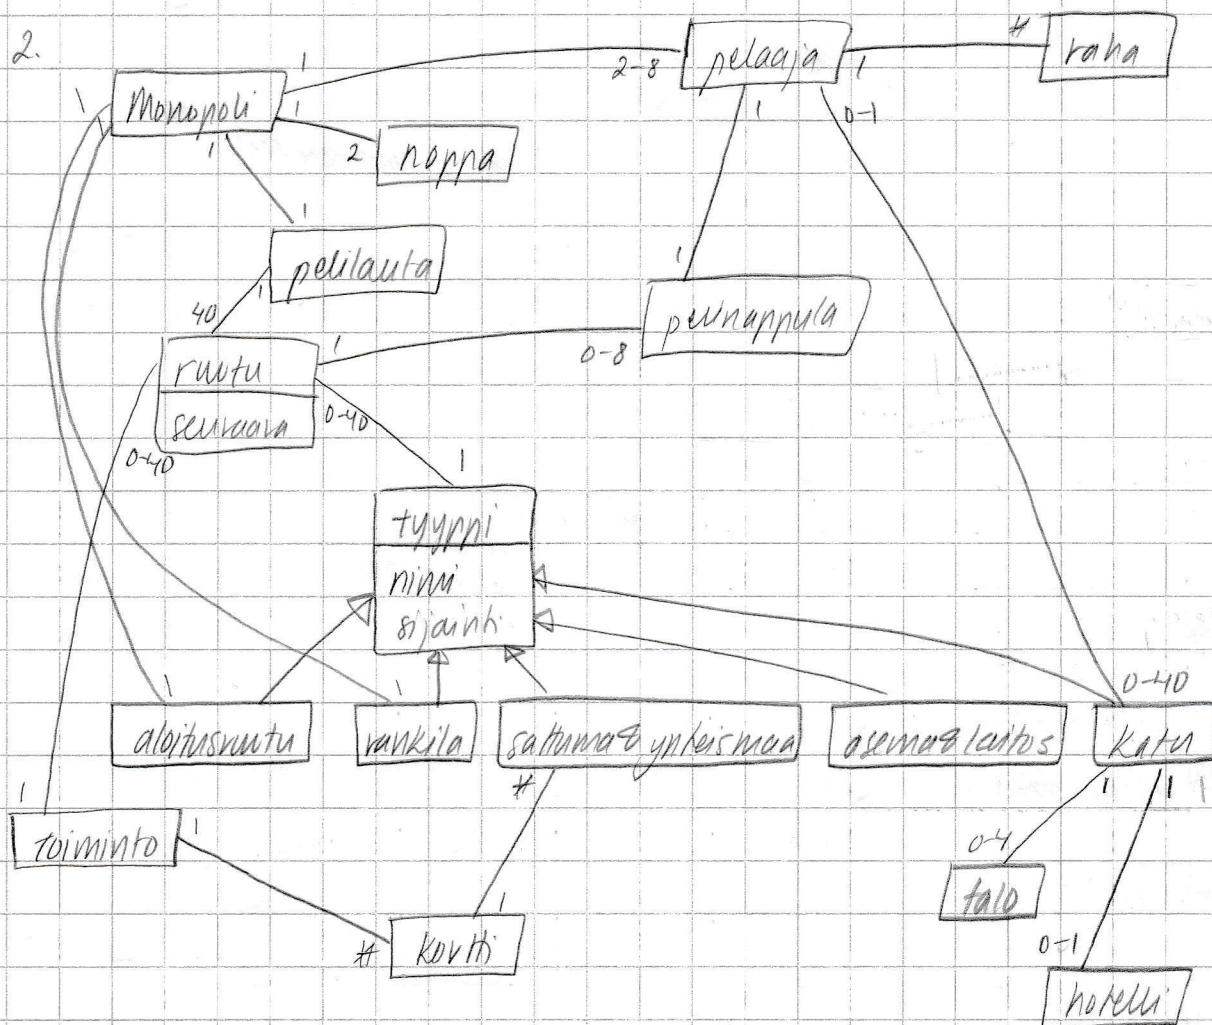 2.
Monopoli
1
1
1
1
1
2-8
pelaaja
1
#
raha
2
noppa
1
0-1
1
pelilauta
1
40
1
pelinappula
0-8
1
ruutu
seuraava
0-40
0-40
1
tyyppi
nimi
sijainti
1
aloitusruutu
1
vankila
sattuma&yhteismaa
#
asema&laitos
0-40
katu
1
1
1
1
toiminto
1
0-4
talo
1
#
kortti
0-1
hotelli